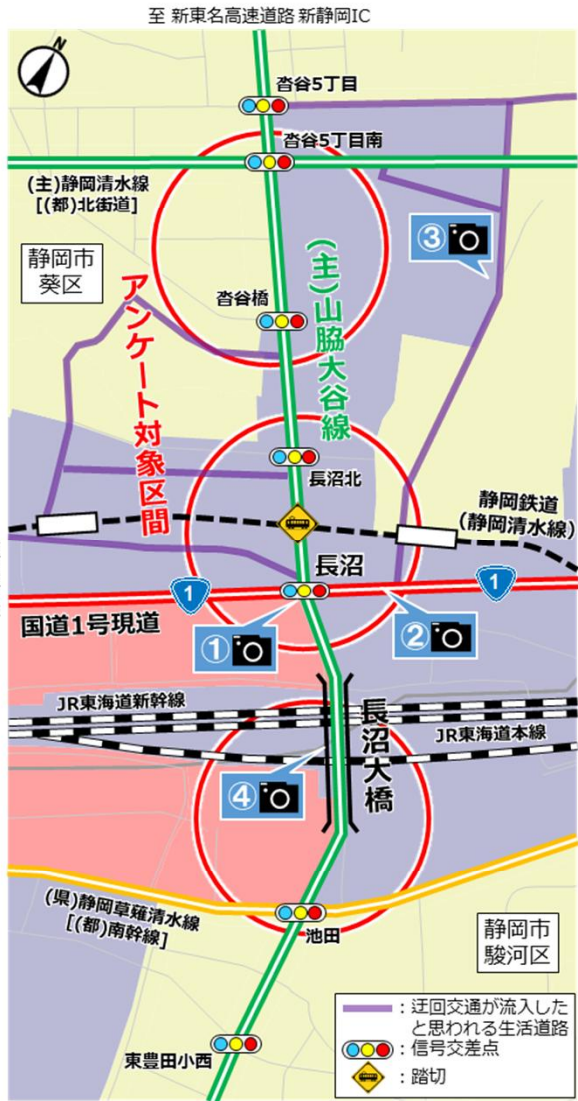 至 新東名高速道路 新静岡IC
N
沓谷5丁目
沓谷5丁目南
(主)静岡清水線
[(都)北街道]
③
静岡市
葵区
(主)山脇大谷線
沓谷橋
アンケート対象区間
長沼北
静岡鉄道
(静岡清水線)
長沼
1
1
国道1号現道
①
②
JR東海道新幹線
JR東海道本線
長沼大橋
④
(県)静岡草薙清水線
[(都)南幹線]
池田
静岡市
駿河区
東豊田小西
:迂回交通が流入した
と思われる生活道路
:信号交差点
:踏切